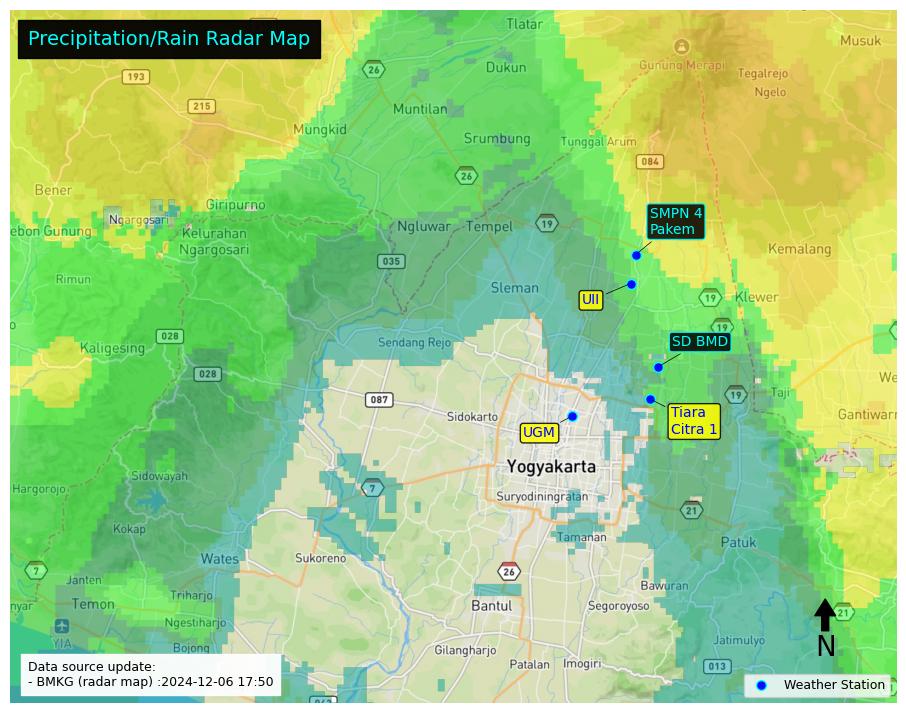 Precipitation/Rain Radar Map
Tlatar
Musuk
26
Dukun
Gunung Merapi
193
Tegalrejo
Ngelo
215
Muntilan
Mungkid
Srumbung
Tunggal Arum
084
26
Bener
Giripurno
SMPN 4
Pakem
Ngargosari
Ngluwar
Tempel
19
ebon Gunung
Kelurahan
Ngargosari
Kemalang
035
Rimun
Sleman
UII
19
Klewer
19
028
Sendang Rejo
SD BMD
Kaligesing
028
We
087
19
Taji
Sidokarto
Tiara
Citra 1
Gantiwarn
UGM
Yogyakarta
Sidowayah
Hargorojo
7
Suryodiningratan
21
Kokap
Tamanan
Patuk
Wates
Sukoreno
7
26
Janten
Bawuran
nyar
Temon
Triharjo
Bantul
Segoroyoso
21
Ngestiharjo
YIA
Bojong
Jatimulyo
N
Gilangharjo
Patalan
Imogiri
013
Data source update:
- BMKG (radar map) :2024-12-06 17:50
Weather Station